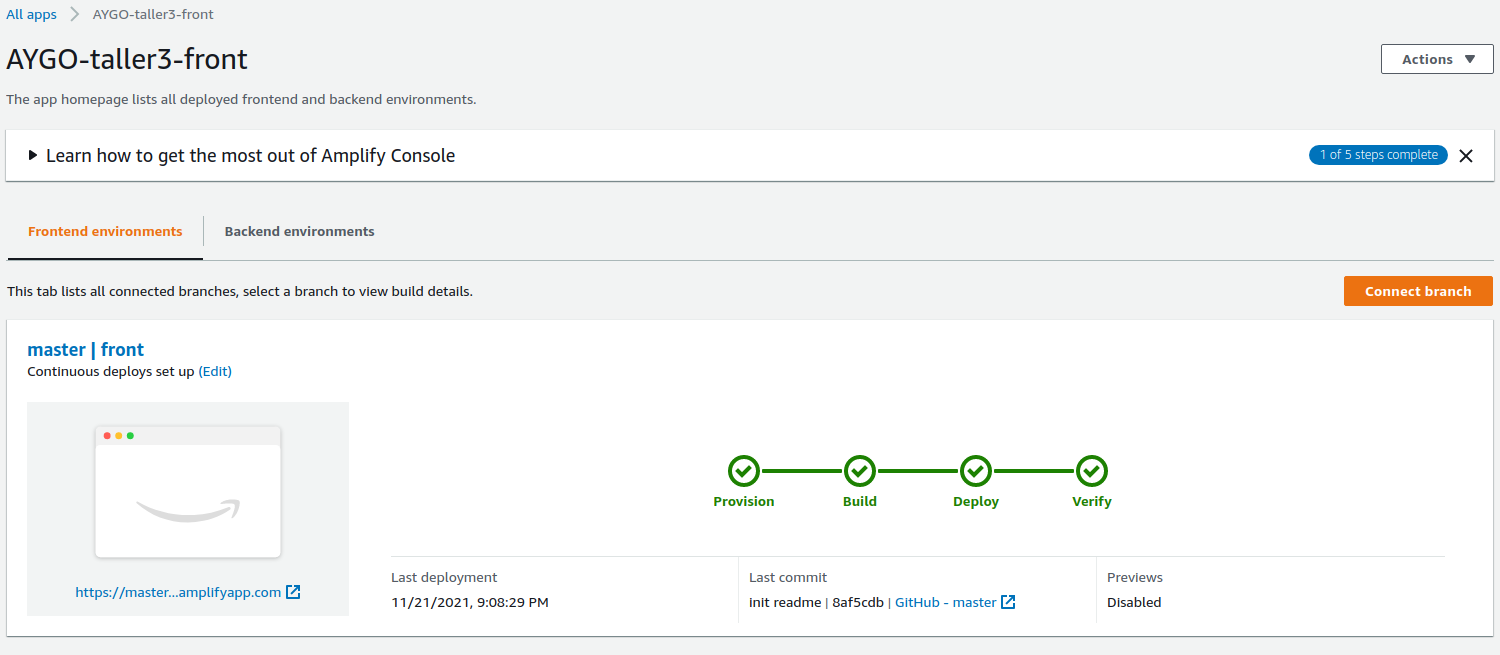 All apps > AYGO-taller3-front
AYGO-taller3-front
Actions
The app homepage lists all deployed frontend and backend environments.
Learn how to get the most out of Amplify Console
1 of 5 steps complete
Frontend environments
Backend environments
This tab lists all connected branches, select a branch to view build details.
Connect branch
master | front
Continuous deploys set up (Edit)
Provision
Build
Deploy
Verify
https://master...amplifyapp.com
Last deployment
11/21/2021, 9:08:29 PM
Last commit
init readme | 8af5cdb | GitHub - master
Previews
Disabled